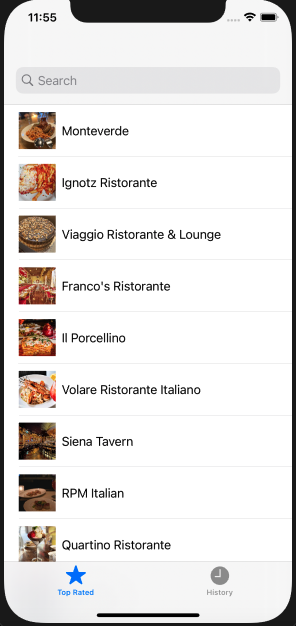 11:55
Search
Monteverde
Ignotz Ristorante
Viaggio Ristorante & Lounge
Franco's Ristorante
Il Porcellino
Volare Ristorante Italiano
Siena Tavern
RPM Italian
Quartino Ristorante
Top Rated
History